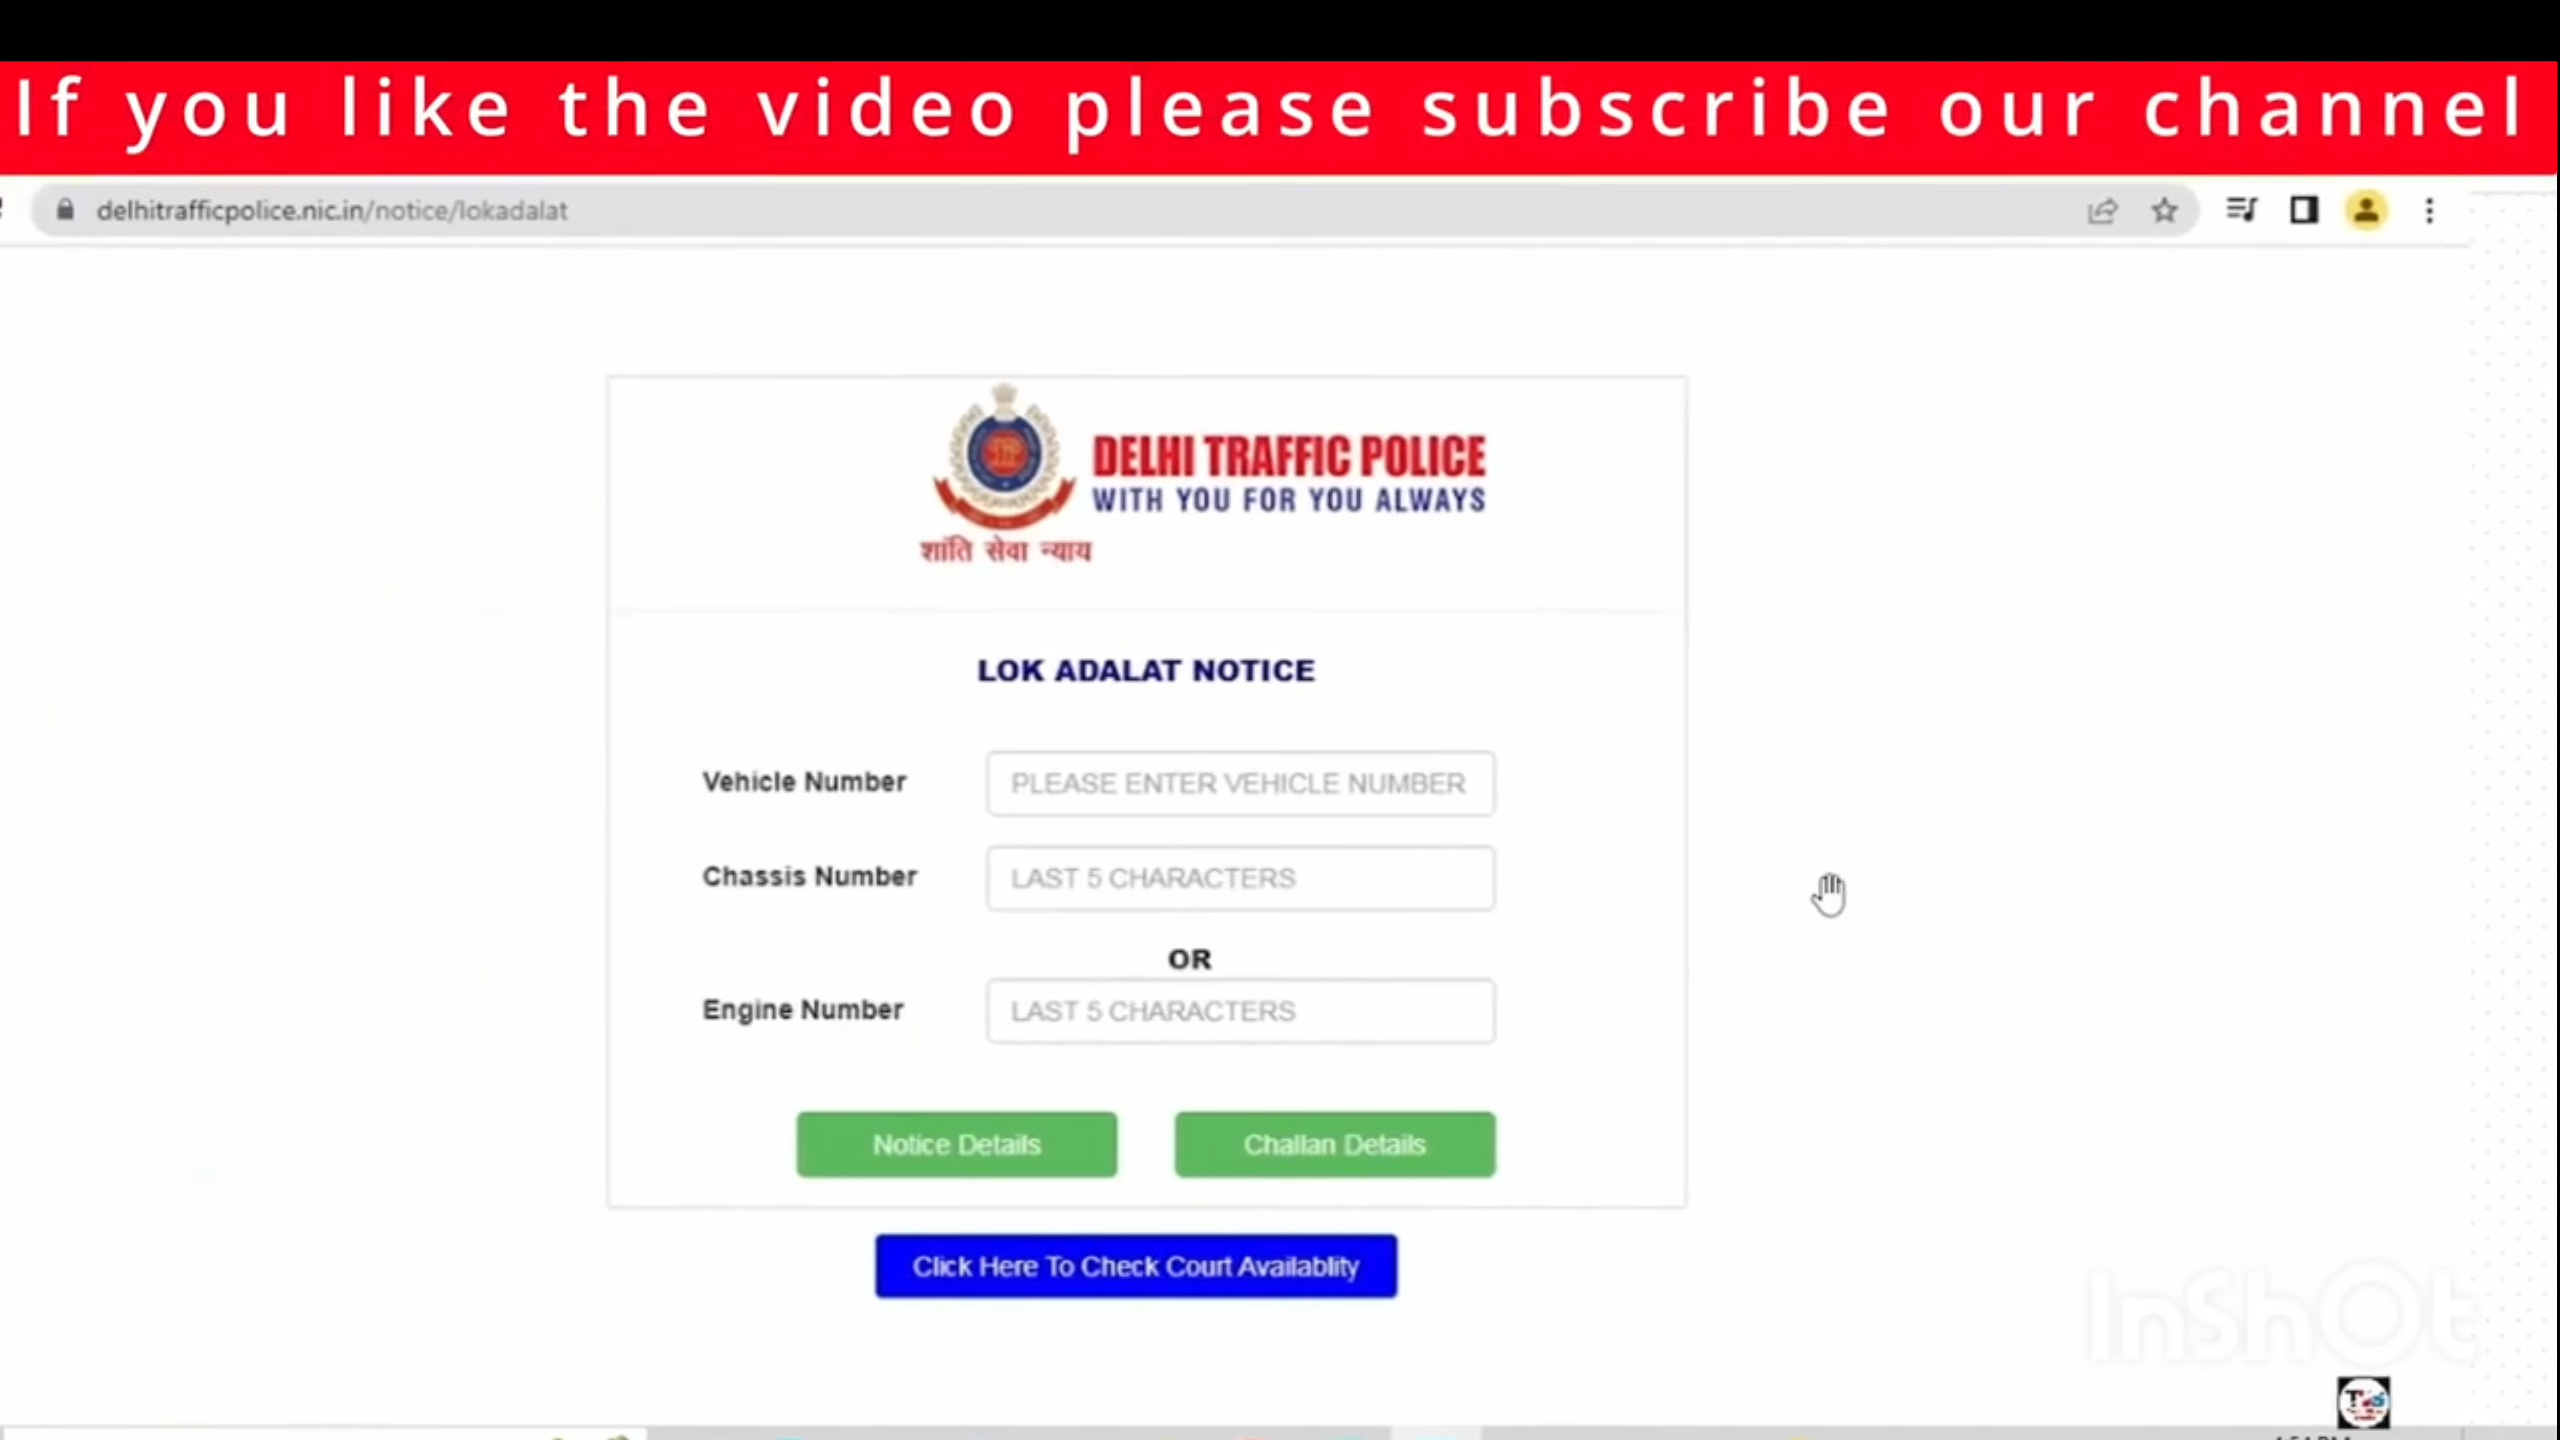 If you like the video please subscribe our channel
delhitrafficpolice.nic.in/notice/lokadalat
DELHI TRAFFIC POLICE
WITH YOU FOR YOU ALWAYS
शांति सेवा न्याय
LOK ADALAT NOTICE
Vehicle Number PLEASE ENTER VEHICLE NUMBER
Chassis Number LAST 5 CHARACTERS
OR
Engine Number LAST 5 CHARACTERS
Notice Details Challan Details
Click Here To Check Court Availablity
InShOt